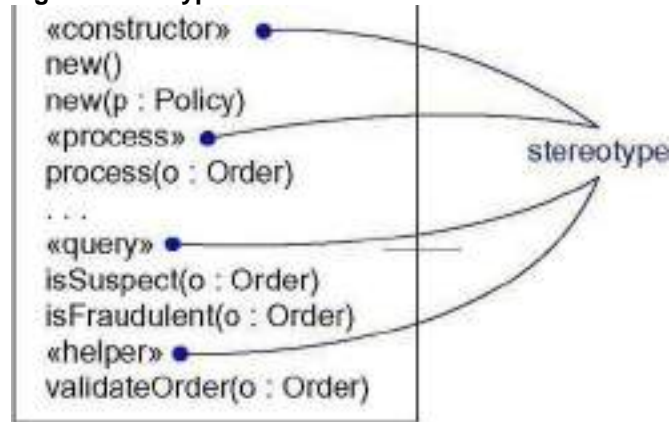 «constructor»
new()
new(p : Policy)
«process»
process(o : Order)
. . .
«query»
isSuspect(o : Order)
isFraudulent(o : Order)
«helper»
validateOrder(o : Order)
stereotype